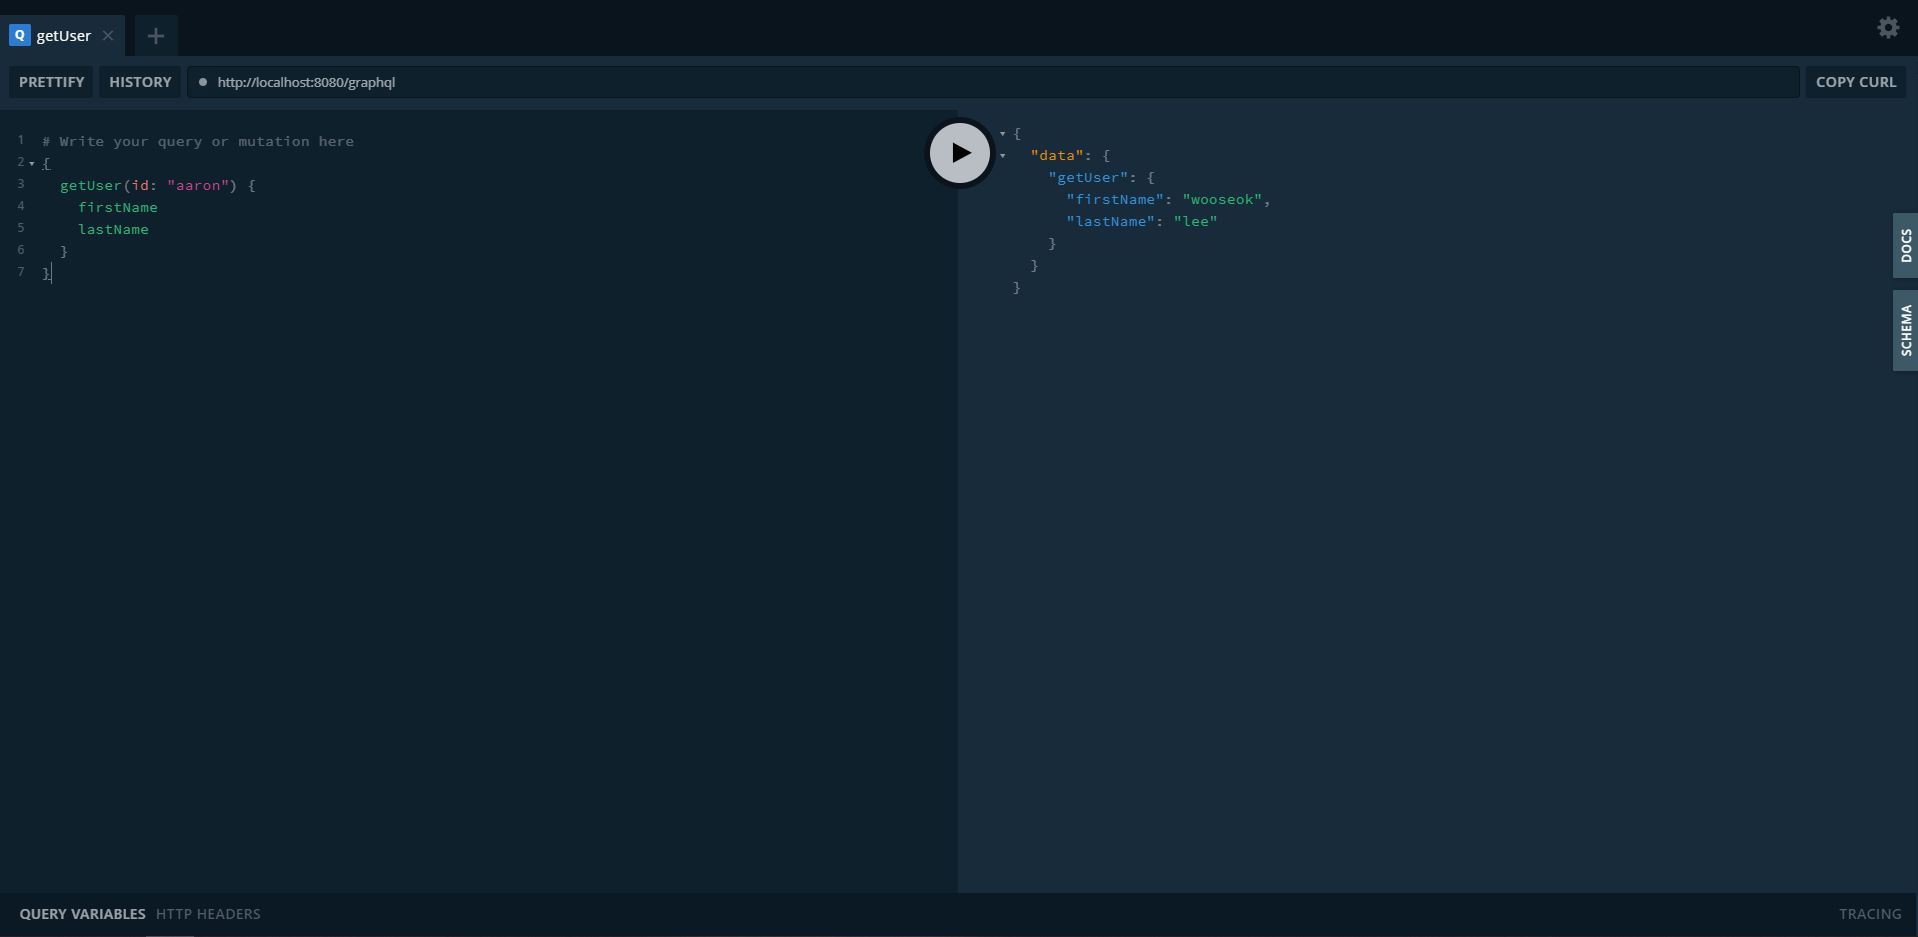 Q getUser
PRETTIFY HISTORY http://localhost:8080/graphql COPY CURL
1 # Write your query or mutation here
2 {
3 getUser(id: "aaron") {
4 firstName
5 lastName
6 }
7 }
{
"data": {
"getUser": {
"firstName": "wooseok",
"lastName": "lee"
}
}
}
DOCS
SCHEMA
QUERY VARIABLES HTTP HEADERS TRACING